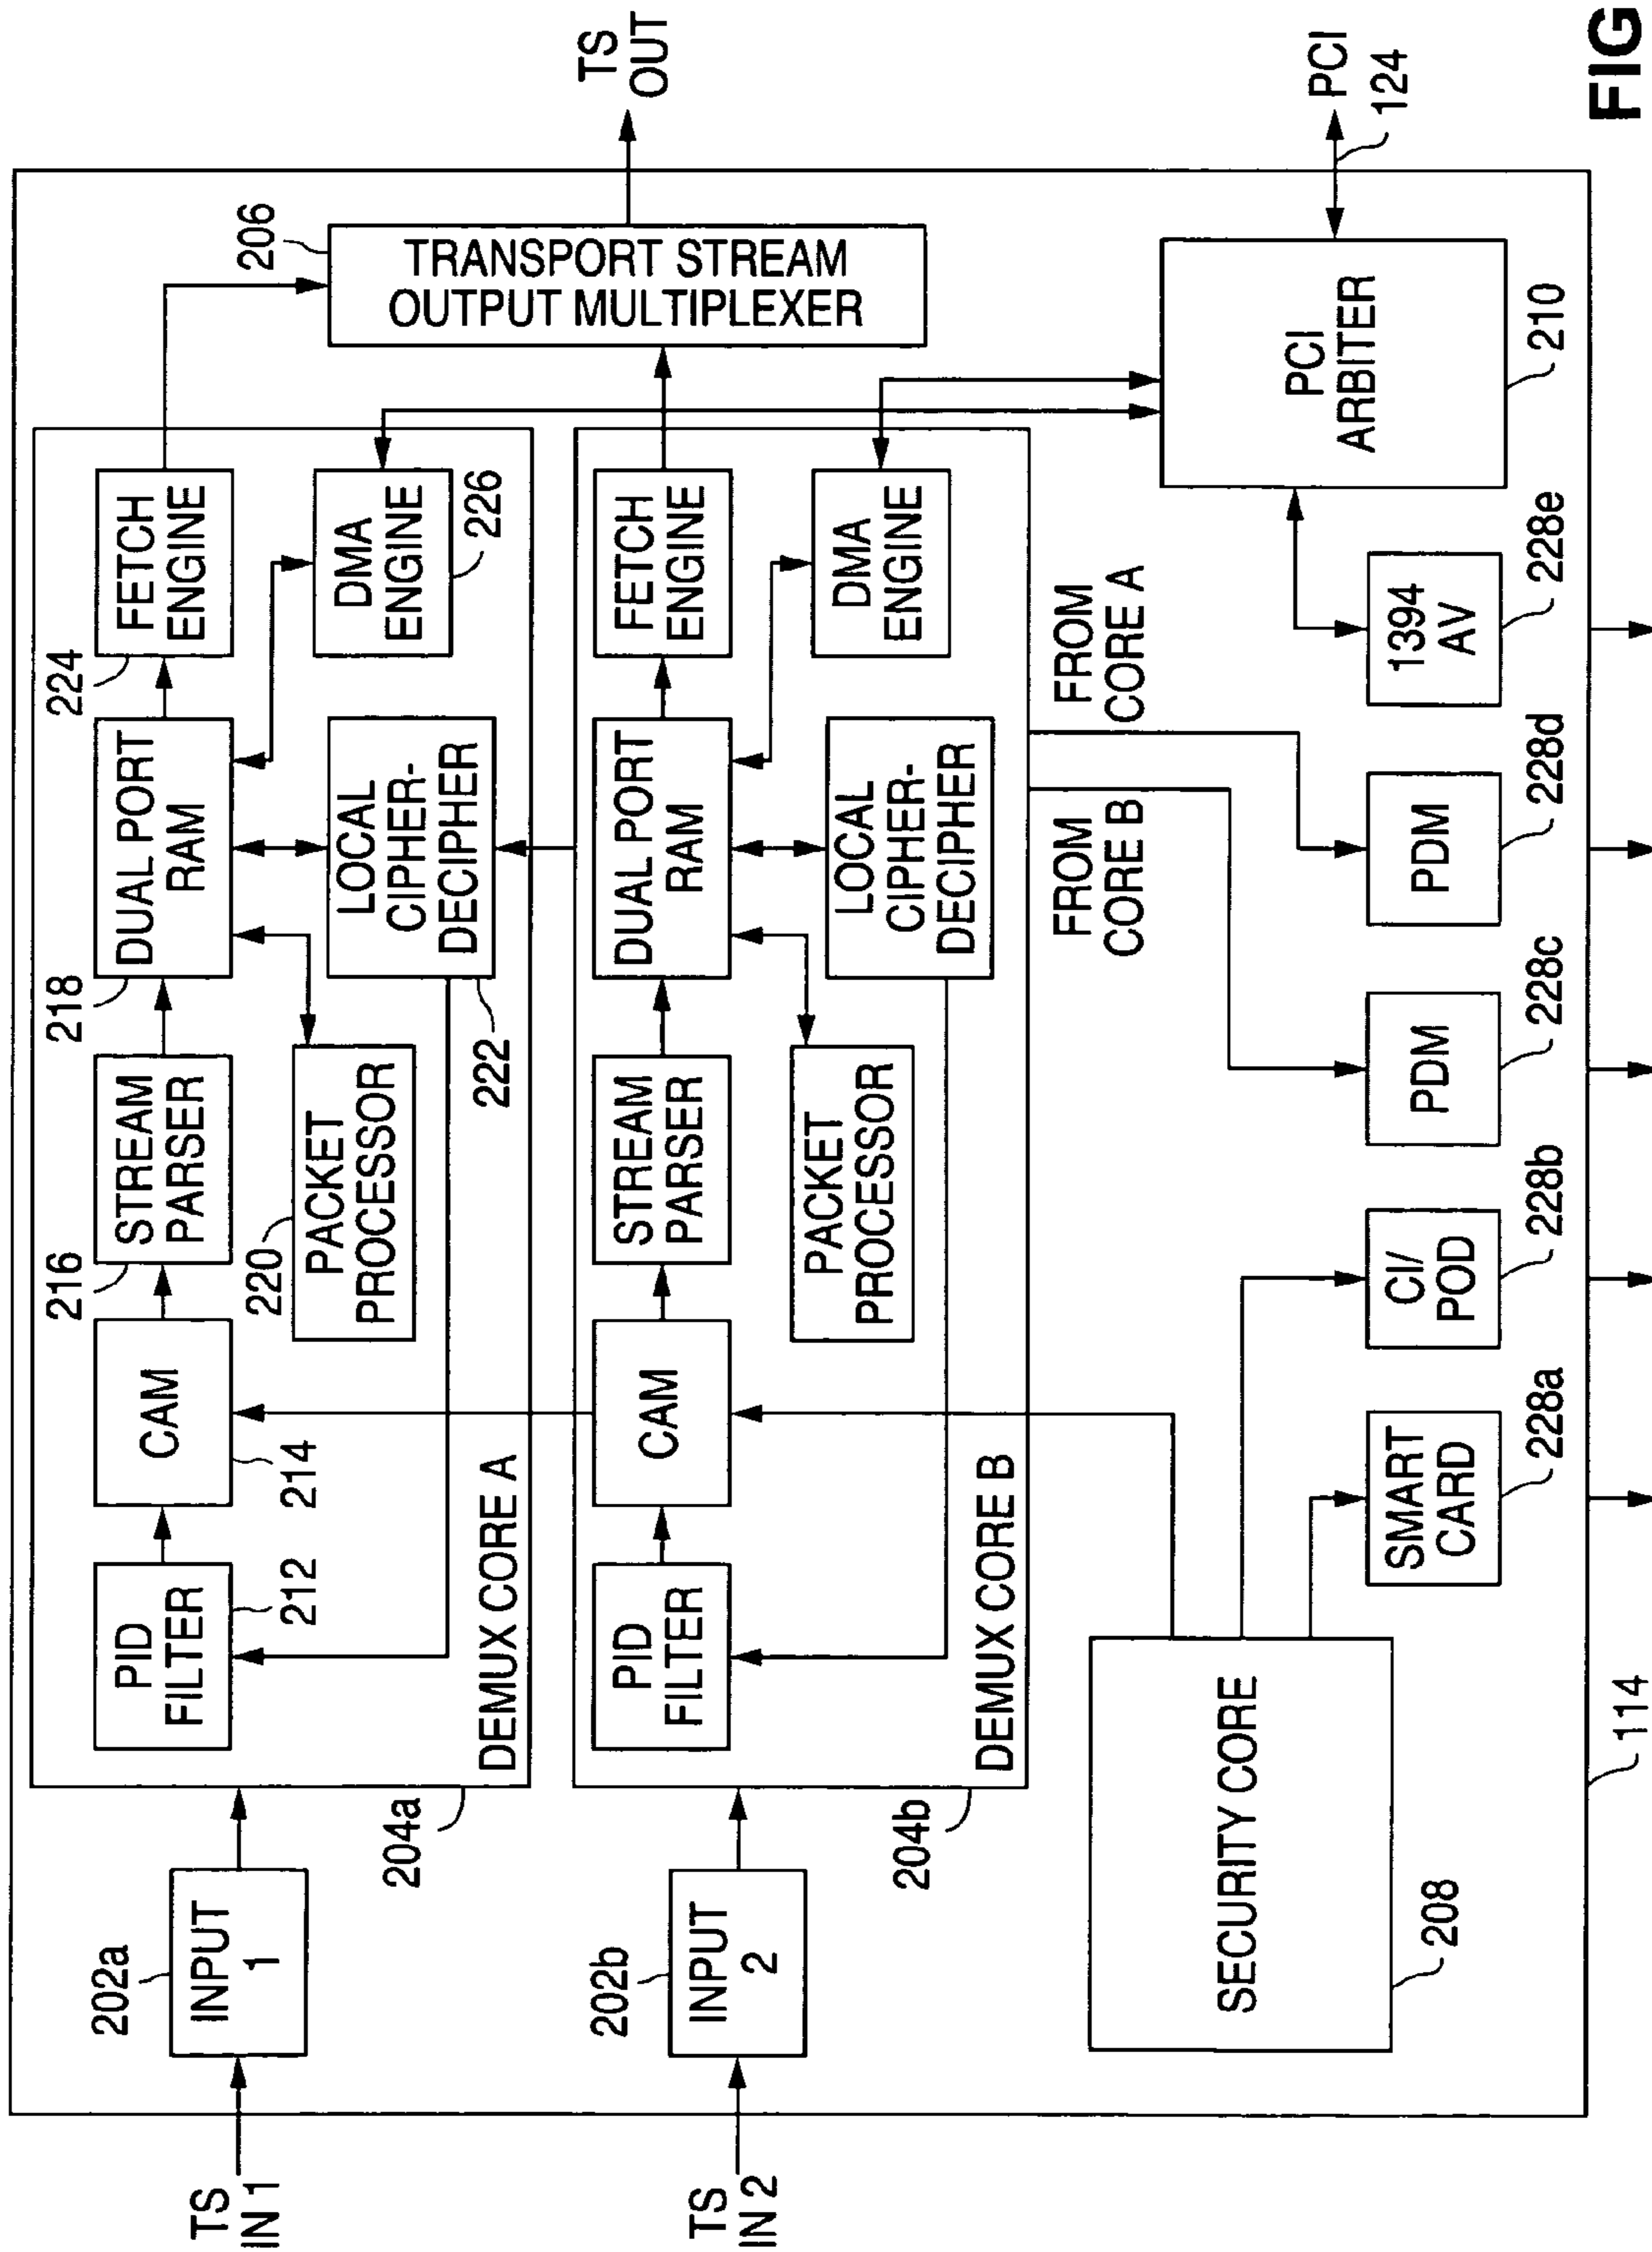 TS
IN 1
202a
INPUT
1
204a
DEMUX CORE A
PID
FILTER
212
CAM
214
216
STREAM
PARSER
220
PACKET
PROCESSOR
218
DUAL PORT
RAM
LOCAL
CIPHER-
DECIPHER
222
224
FETCH
ENGINE
DMA
ENGINE
226
206
TRANSPORT STREAM
OUTPUT MULTIPLEXER
TS
OUT
TS
IN 2
202b
INPUT
2
204b
DEMUX CORE B
PID
FILTER
CAM
STREAM
PARSER
PACKET
PROCESSOR
DUAL PORT
RAM
LOCAL
CIPHER-
DECIPHER
FETCH
ENGINE
DMA
ENGINE
FROM
CORE B
FROM
CORE A
SECURITY CORE
208
PCI
ARBITER
210
PCI
124
SMART
CARD
228a
CI/
POD
228b
PDM
228c
PDM
228d
1394
AV
228e
114
FIG